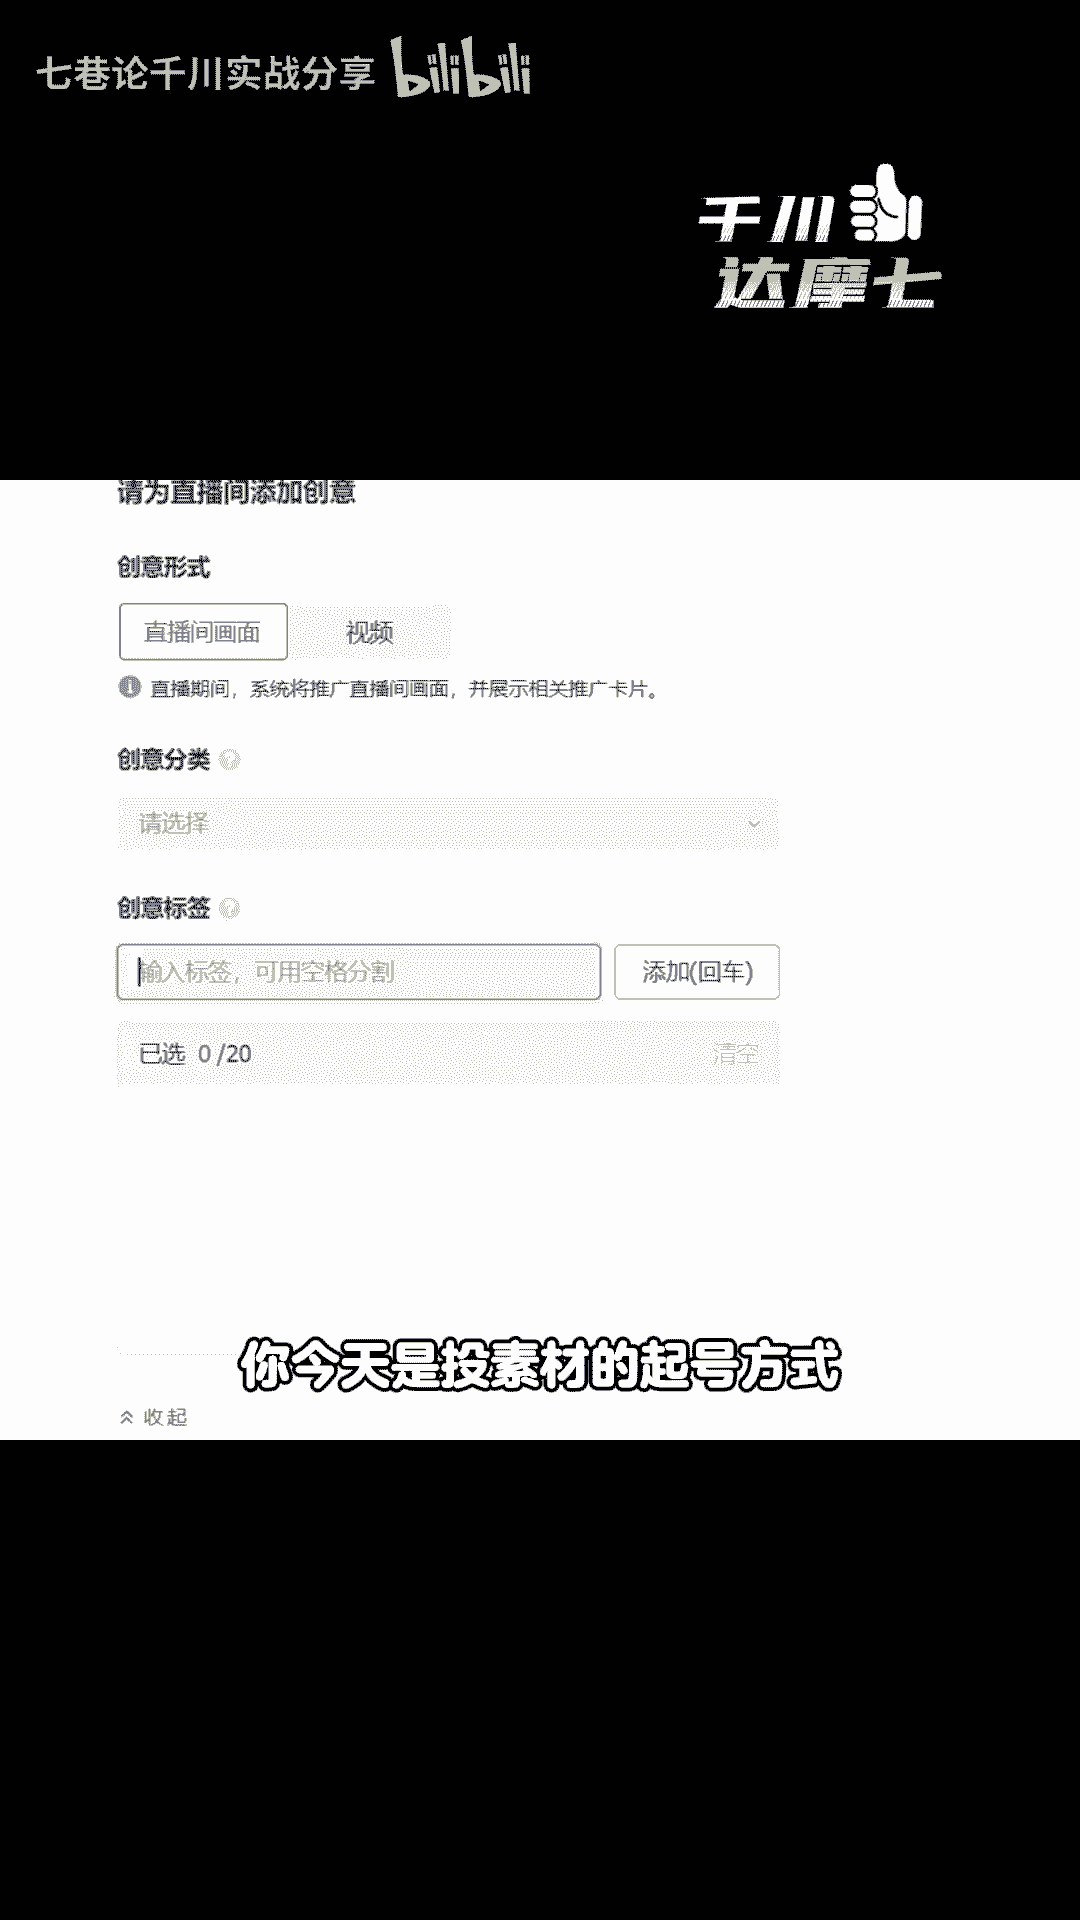 七巷论千川实战分享 bilibili
千川
达摩七
请为直播间添加创意
创意形式
直播间画面 视频
直播期间，系统将推广直播间画面，并展示相关推广卡片。
创意分类
请选择
创意标签
输入标签，可用空格分割 添加(回车)
已选 0 /20 清空
你今天是投素材的起号方式
收起